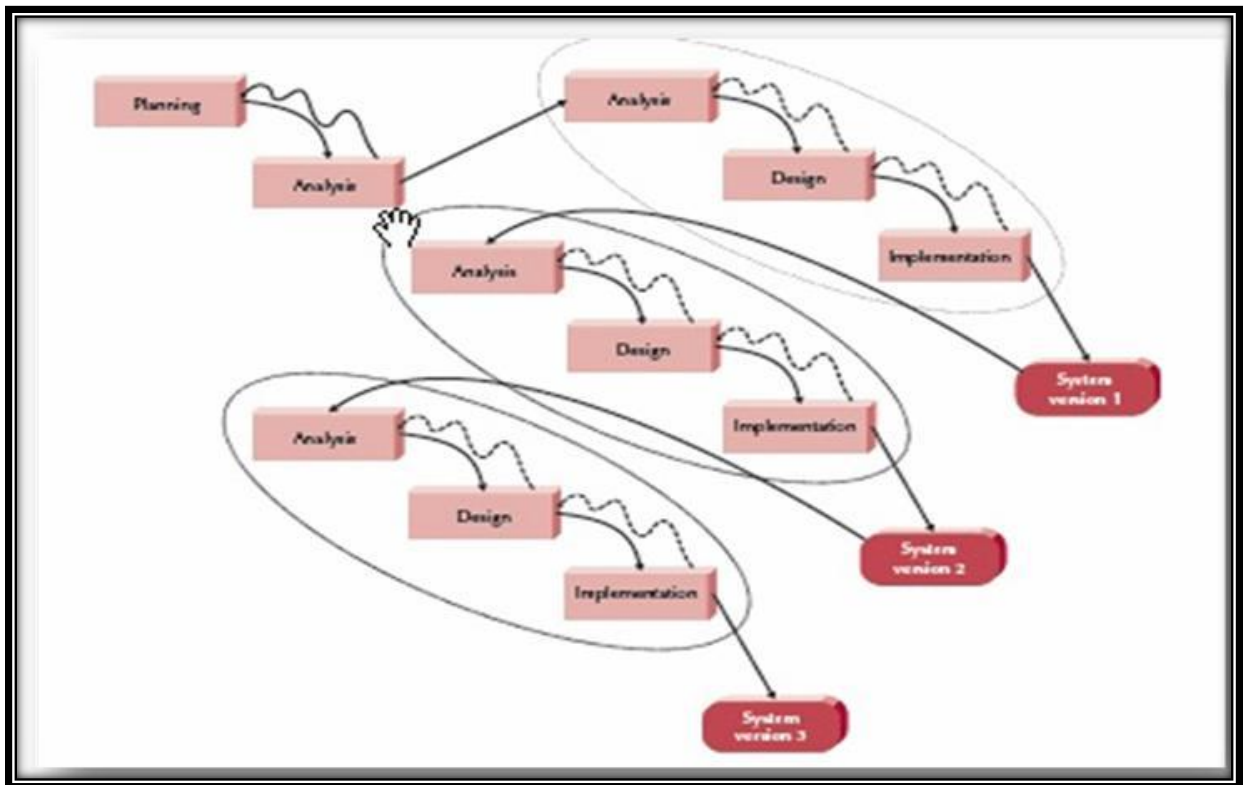 Planning
Analysis
Analysis
Design
Implementation
System
version 1
Analysis
Design
Implementation
System
version 2
Analysis
Design
Implementation
System
version 3